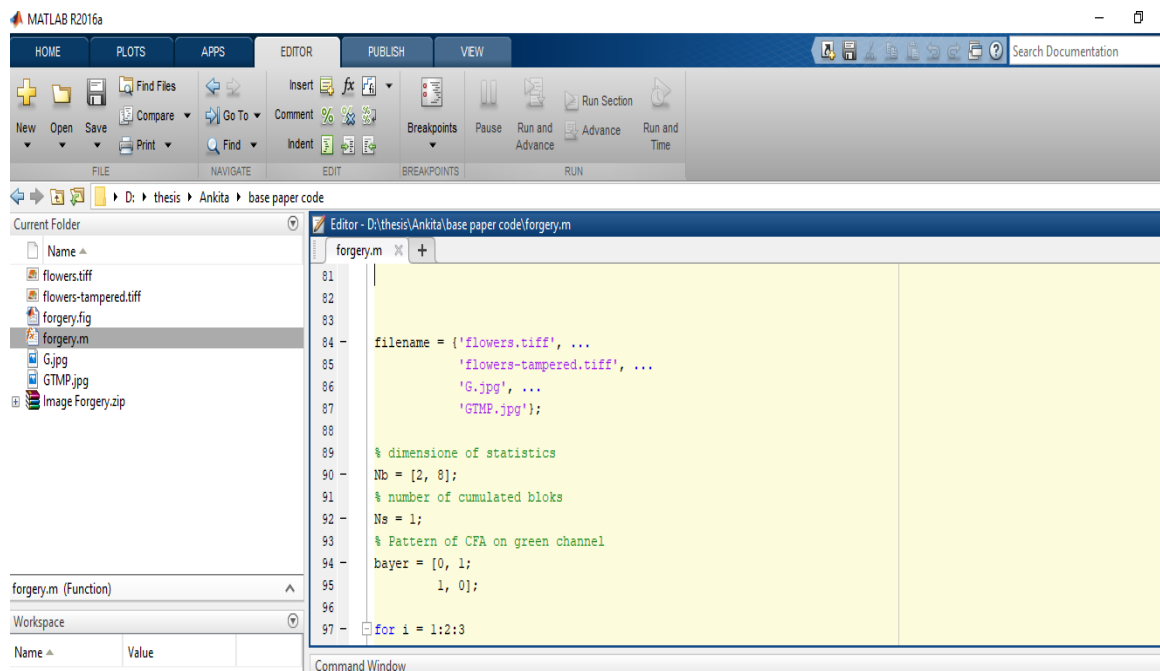 MATLAB R2016a
HOME PLOTS APPS EDITOR PUBLISH VIEW Search Documentation
New Open Save Find Files Compare Print
Go To Find
Insert fx
Comment %
Indent
Breakpoints Pause Run and Advance Run Section Advance Run and Time
FILE NAVIGATE EDIT BREAKPOINTS RUN
D: thesis Ankita base paper code
Current Folder
Name
flowers.tiff
flowers-tampered.tiff
forgery.fig
forgery.m
G.jpg
GTMP.jpg
Image Forgery.zip
forgery.m (Function)
Workspace
Name Value
Editor - D:\thesis\Ankita\base paper code\forgery.m
forgery.m × +
81
82
83
84 – filename = {'flowers.tiff', ...
85 'flowers-tampered.tiff', ...
86 'G.jpg', ...
87 'GTMP.jpg'};
88
89 % dimensione of statistics
90 – Nb = [2, 8];
91 % number of cumulated bloks
92 – Ns = 1;
93 % Pattern of CFA on green channel
94 – bayer = [0, 1;
95 1, 0];
96
97 – for i = 1:2:3
Command Window